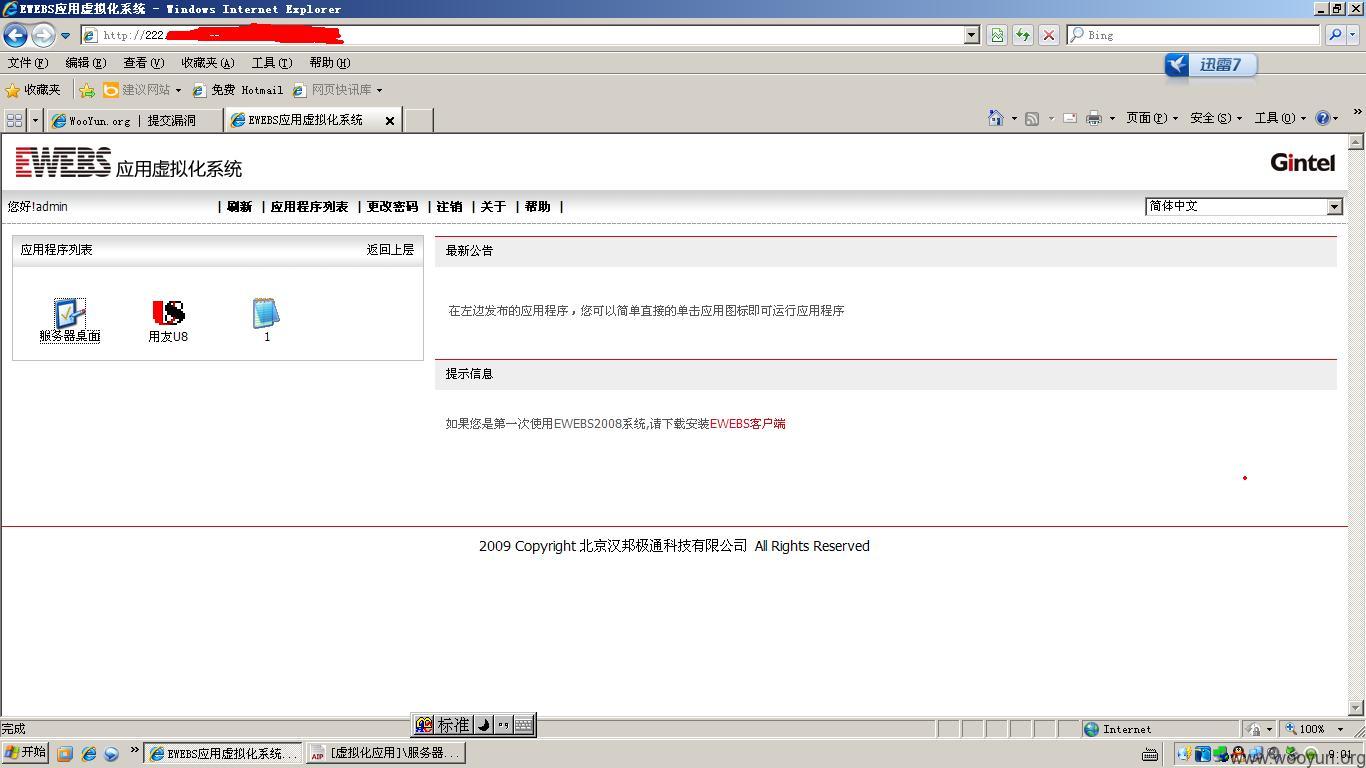 EWEBS应用虚拟化系统 - Windows Internet Explorer
http://222
Bing
文件(F) 编辑(E) 查看(V) 收藏夹(A) 工具(T) 帮助(H)
迅雷7
收藏夹 建议网站 免费 Hotmail 网页快讯库
WooYun.org | 提交漏洞 EWEBS应用虚拟化系统
页面(P) 安全(S) 工具(O)
EWEBS 应用虚拟化系统
Gintel
您好!admin | 刷新 | 应用程序列表 | 更改密码 | 注销 | 关于 | 帮助 |
简体中文
应用程序列表 返回上层
服务器桌面 用友U8 1
最新公告
在左边发布的应用程序，您可以简单直接的单击应用图标即可运行应用程序
提示信息
如果您是第一次使用EWEBS2008系统,请下载安装EWEBS客户端
2009 Copyright 北京汉邦极通科技有限公司 All Rights Reserved
完成
标准
Internet
100%
开始
EWEBS应用虚拟化系统...
[虚拟化应用]\服务器...
9:01
www.wooyun.org